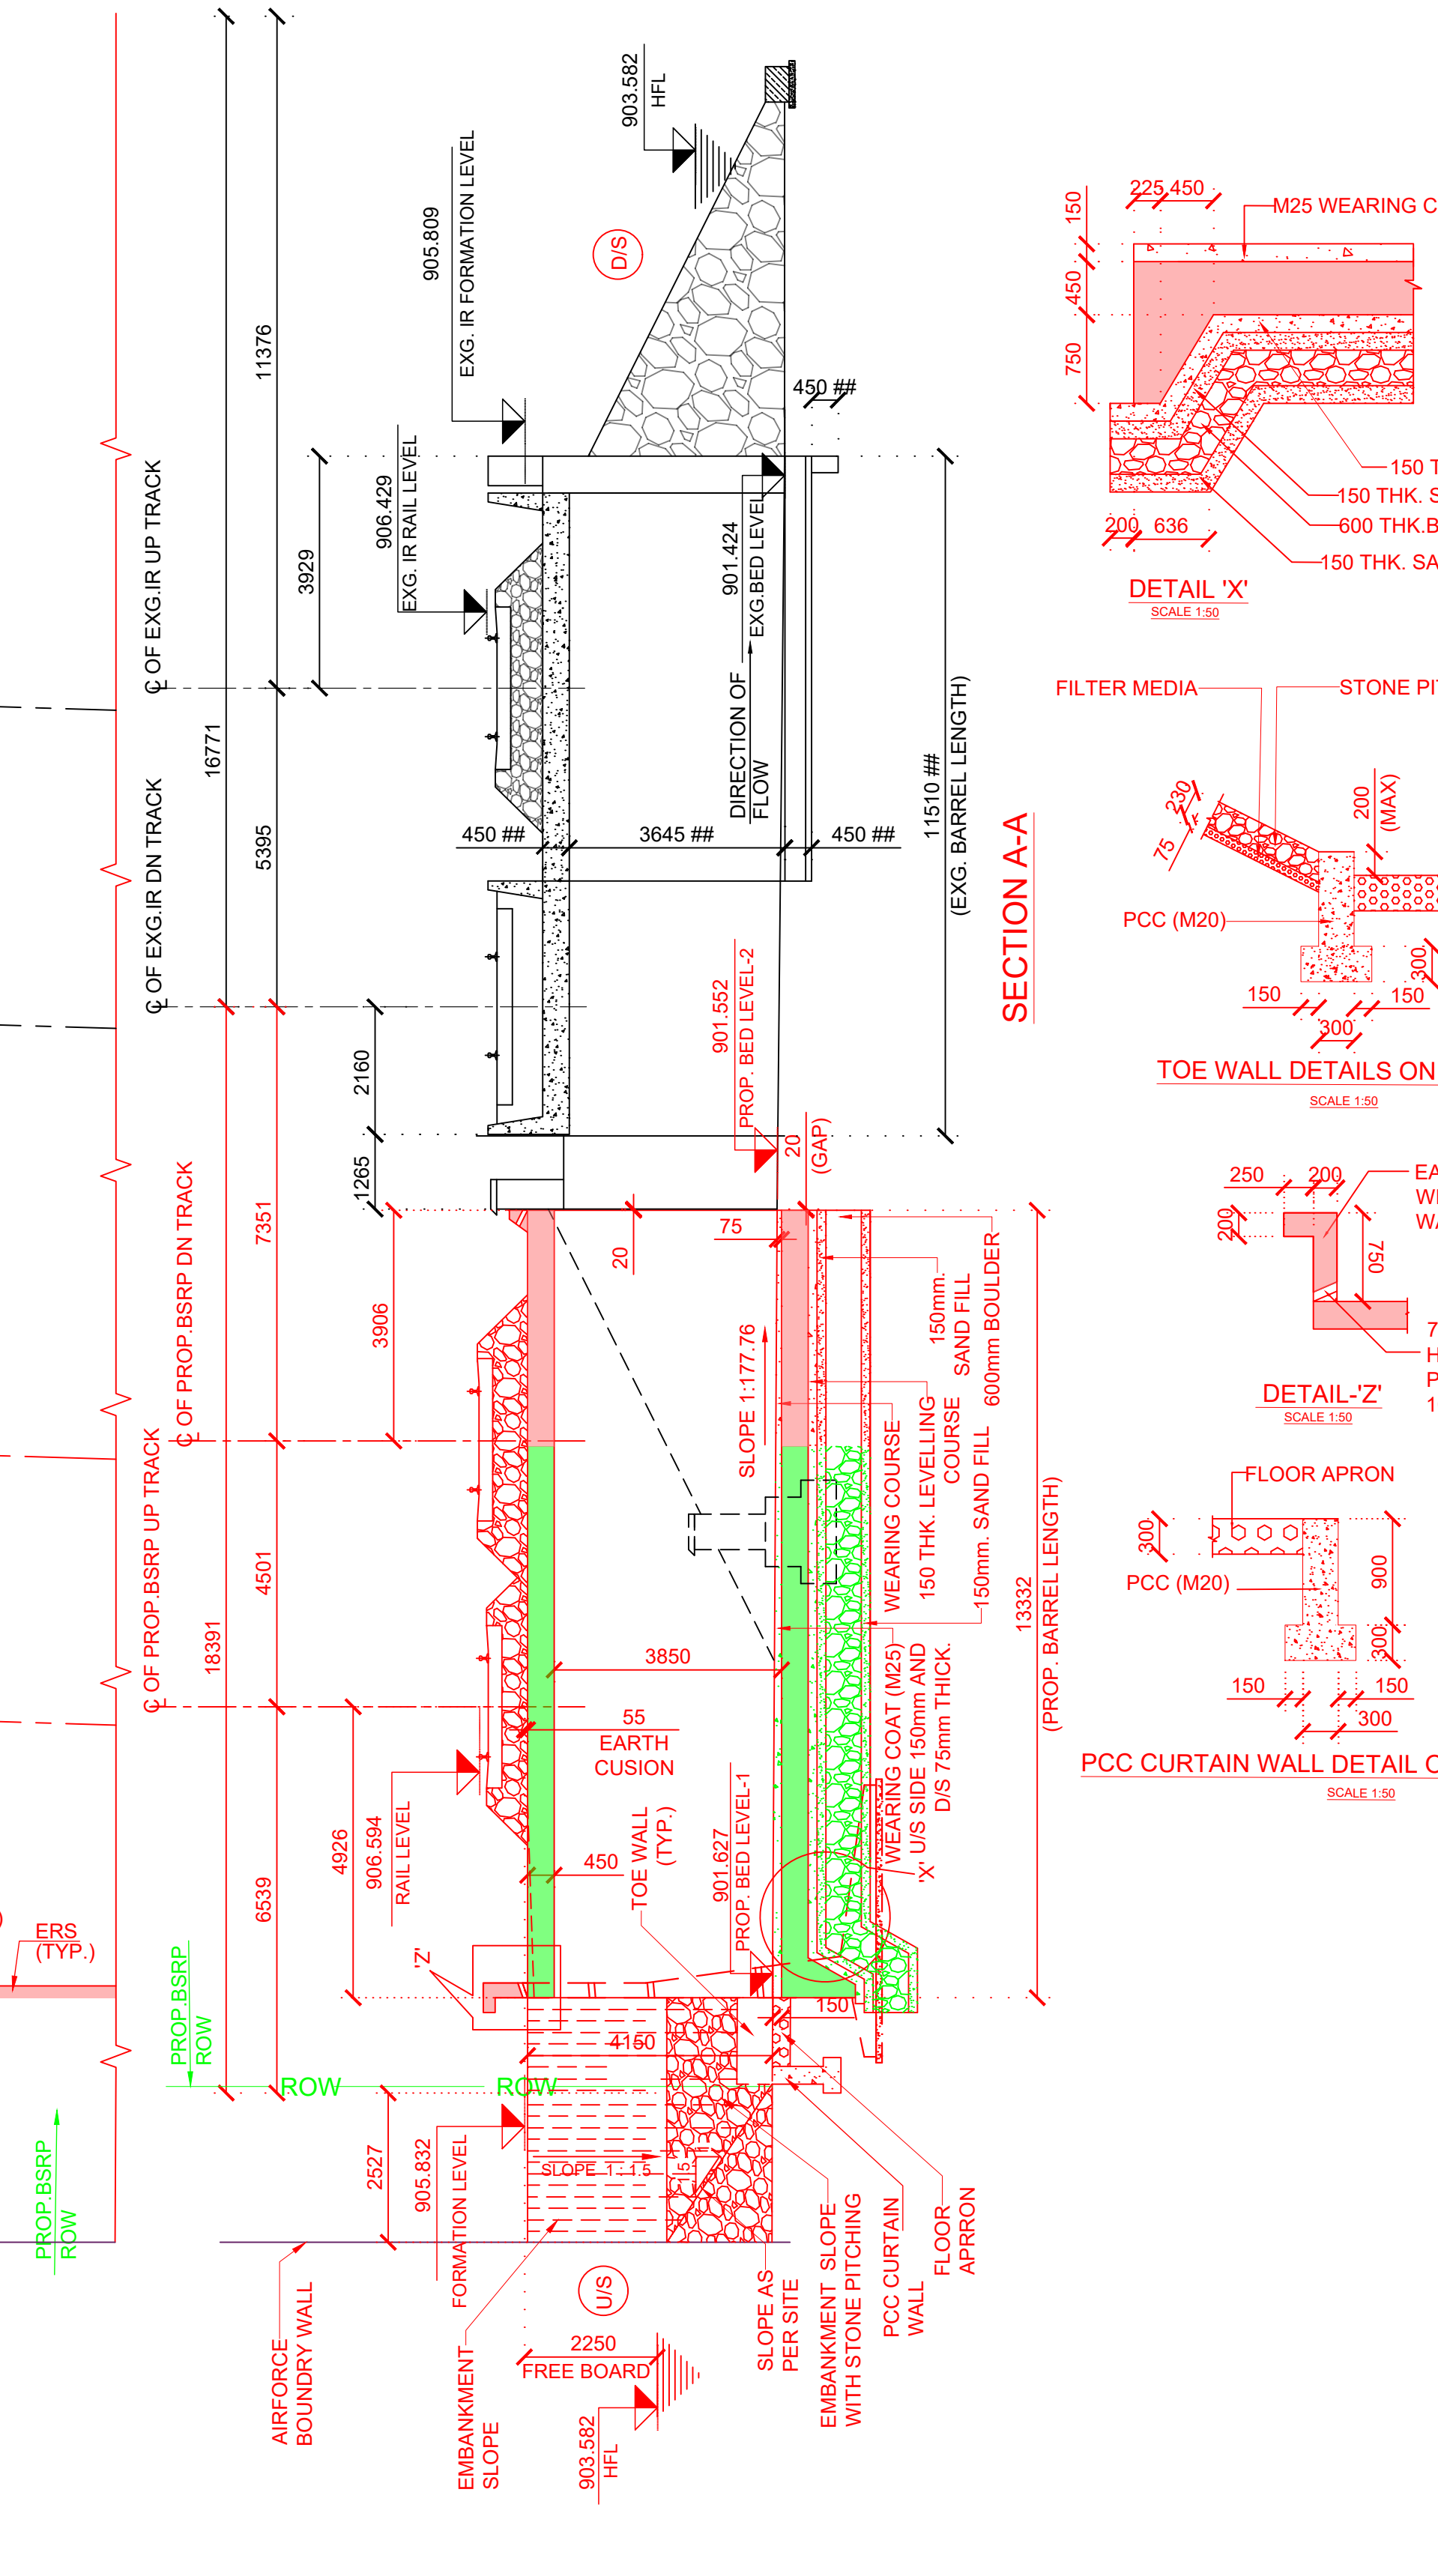 11376
16771
5395
3929
2160
1265
7351
3906
4501
18391
6539
4926
2527
℄ OF EXG.IR UP TRACK
℄ OF EXG.IR DN TRACK
℄ OF PROP.BSRP DN TRACK
℄ OF PROP.BSRP UP TRACK
903.582
HFL
905.809
EXG. IR FORMATION LEVEL
D/S
906.429
EXG. IR RAIL LEVEL
450 ##
901.424
EXG.BED LEVEL
DIRECTION OF
FLOW
450 ##
3645 ##
450 ##
11510 ##
(EXG. BARREL LENGTH)
SECTION A-A
901.552
PROP. BED LEVEL-2
20
(GAP)
20
75
SLOPE 1:177.76
150mm.
SAND FILL
600mm BOULDER
WEARING COURSE
150 THK. LEVELLING
COURSE
150mm. SAND FILL
13332
(PROP. BARREL LENGTH)
3850
55
EARTH
CUSION
906.594
RAIL LEVEL
450
TOE WALL
(TYP.)
901.627
PROP. BED LEVEL-1
WEARING COAT (M25)
U/S SIDE 150mm AND
D/S 75mm THICK.
'X'
'Z'
150
4150
ERS
(TYP.)
PROP.BSRP
ROW
ROW
ROW
PROP.BSRP
ROW
905.832
FORMATION LEVEL
SLOPE 1 : 1.5
1.5
1
AIRFORCE
BOUNDRY WALL
EMBANKMENT
SLOPE
U/S
2250
FREE BOARD
903.582
HFL
SLOPE AS
PER SITE
EMBANKMENT SLOPE
WITH STONE PITCHING
PCC CURTAIN
WALL
FLOOR
APRRON
225
450
150
450
750
M25 WEARING C
150 T
150 THK. S
600 THK.B
150 THK. SA
200
636
DETAIL 'X'
SCALE 1:50
FILTER MEDIA
STONE PI
230
75
200
(MAX)
PCC (M20)
300
150
150
300
TOE WALL DETAILS ON
SCALE 1:50
250
200
200
750
EA
WI
WA
7
H
P
1
DETAIL-'Z'
SCALE 1:50
FLOOR APRON
300
PCC (M20)
900
300
150
150
300
PCC CURTAIN WALL DETAIL
SCALE 1:50